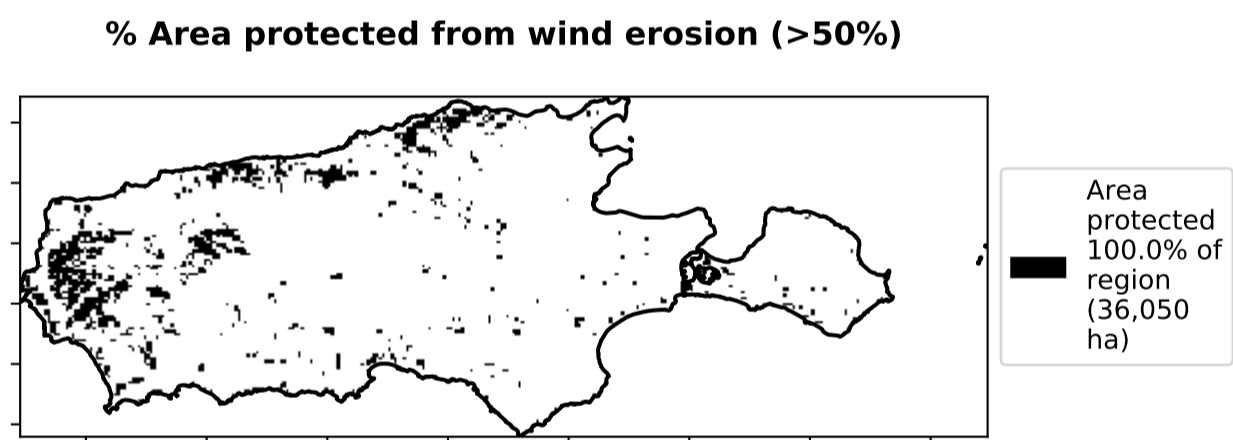 % Area protected from wind erosion (>50%)
Area
protected
100.0% of
region
(36,050
ha)